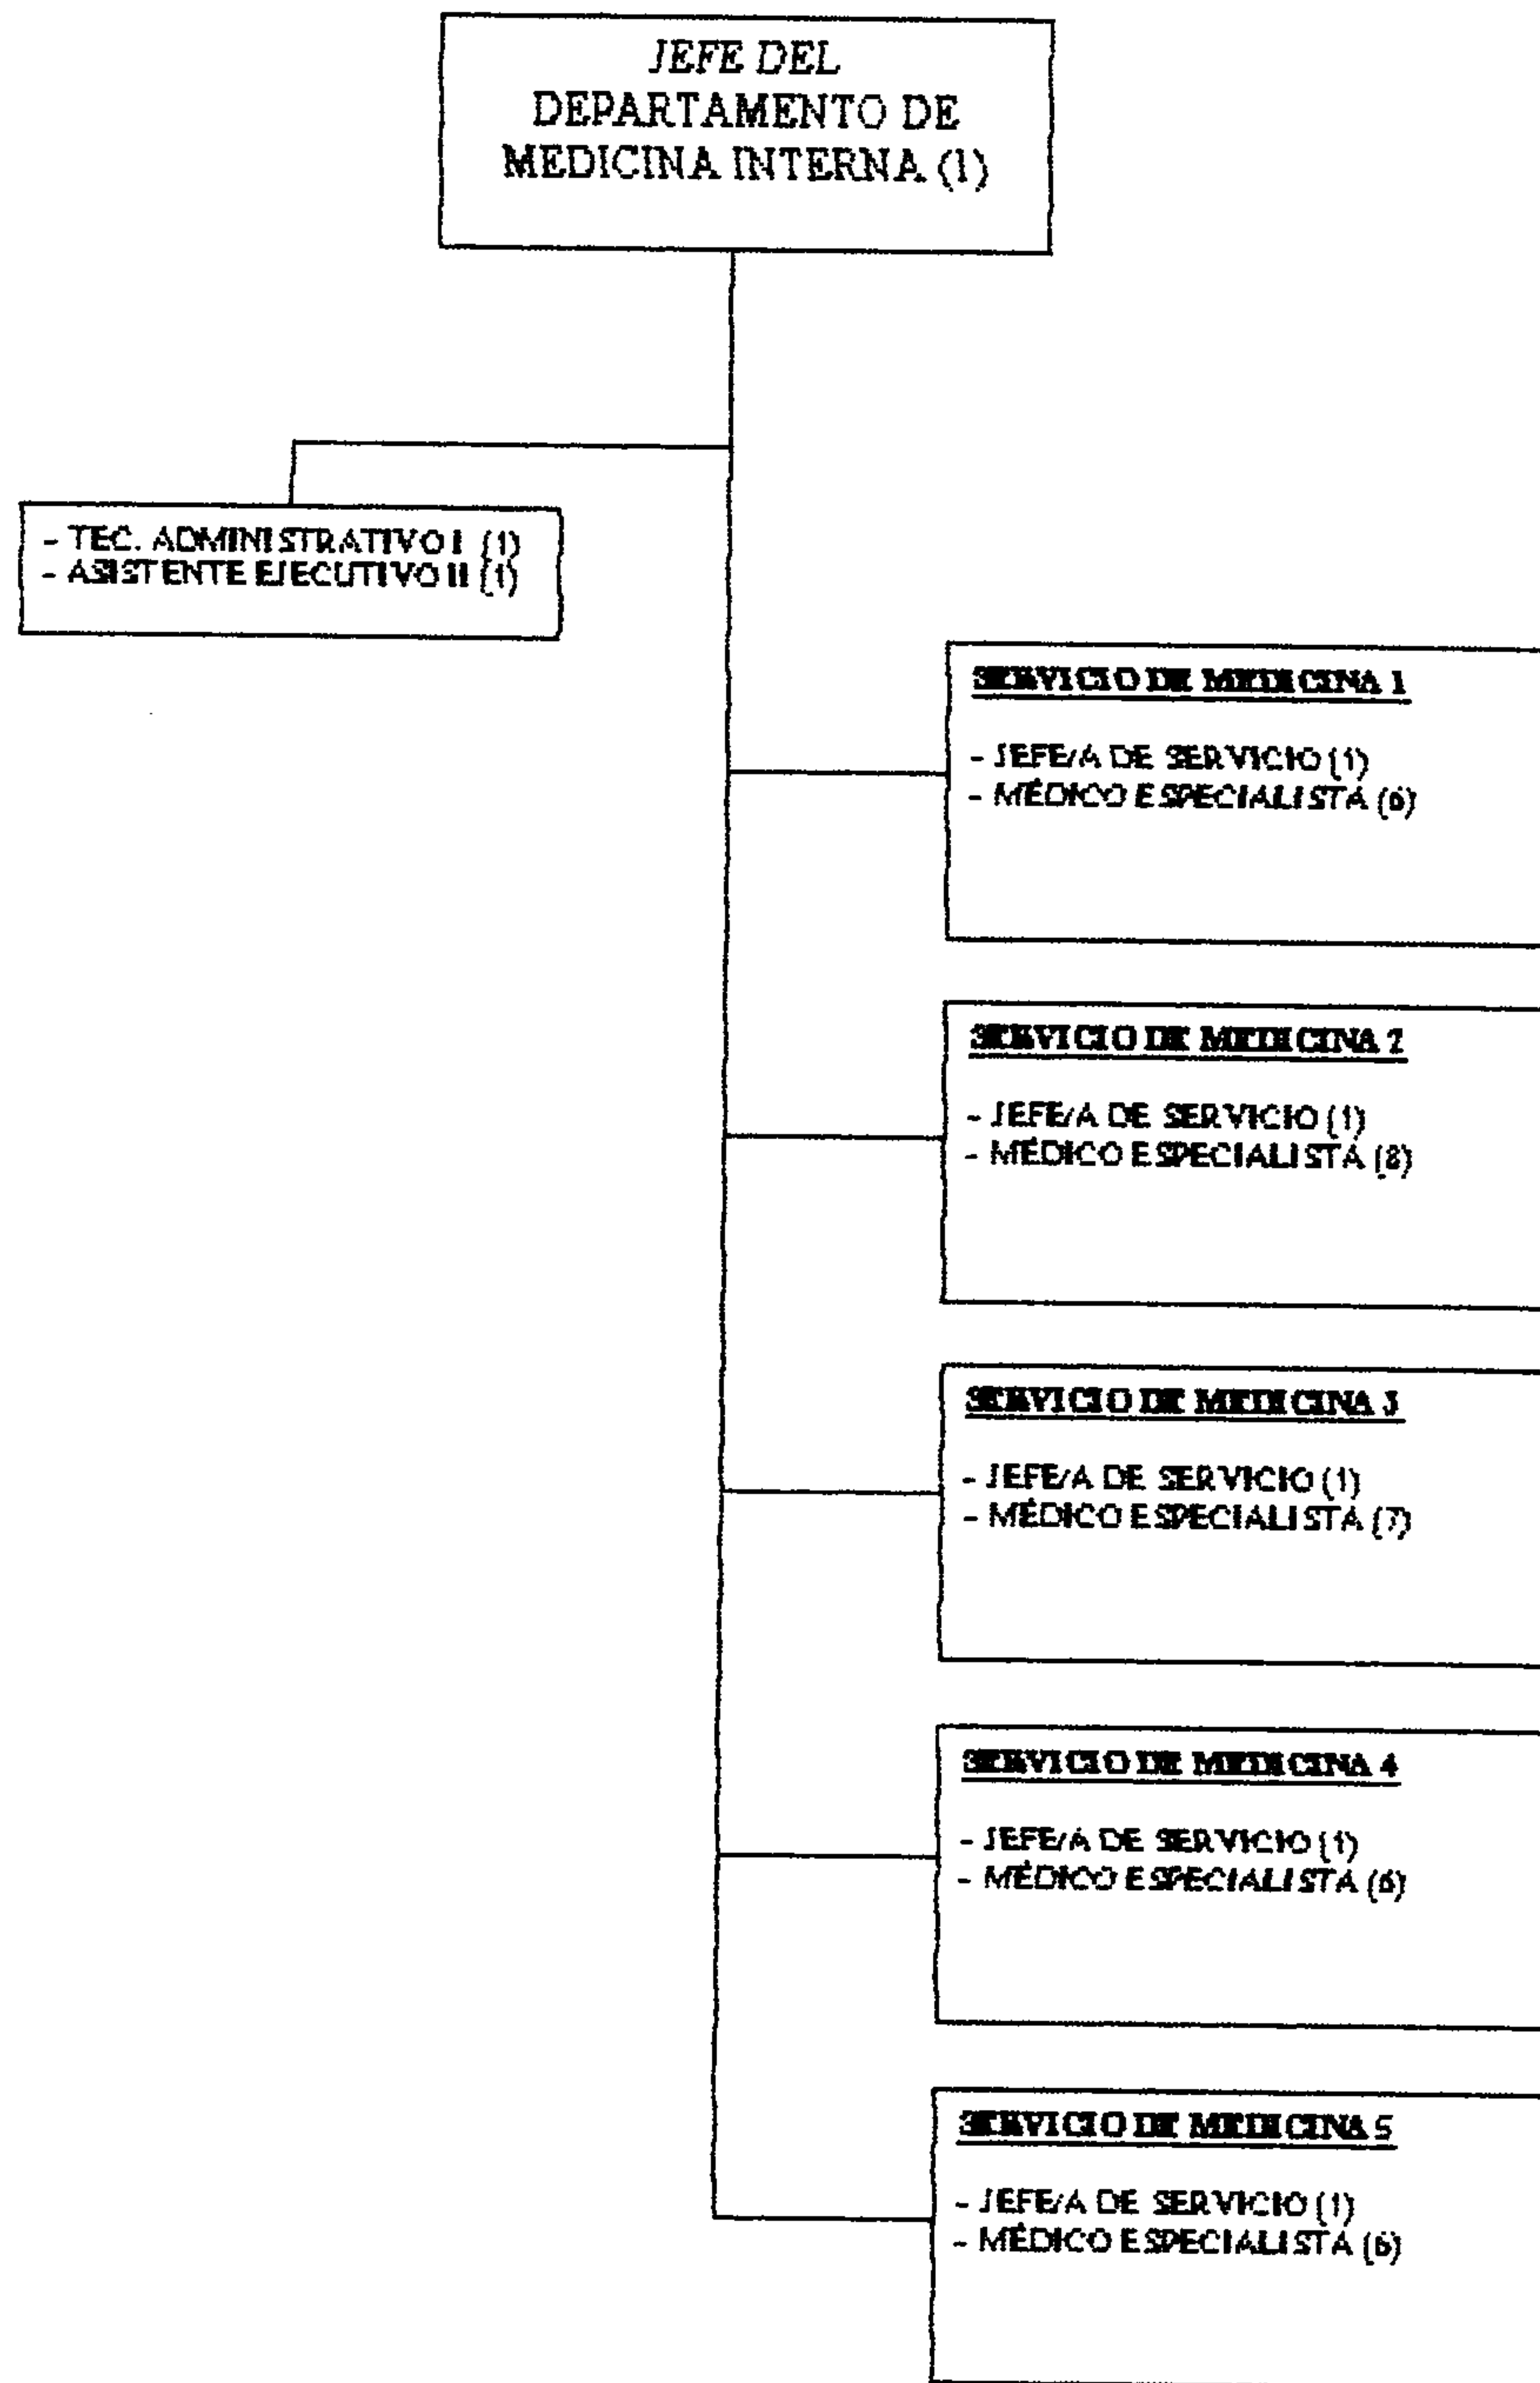 JEFE DEL
DEPARTAMENTO DE
MEDICINA INTERNA (1)
- TEC. ADMINISTRATIVO I (1)
- ASISTENTE EJECUTIVO II (1)
SERVICIO DE MEDICINA 1
- JEFE/A DE SERVICIO (1)
- MÉDICO ESPECIALISTA (6)
SERVICIO DE MEDICINA 2
- JEFE/A DE SERVICIO (1)
- MÉDICO ESPECIALISTA (8)
SERVICIO DE MEDICINA 3
- JEFE/A DE SERVICIO (1)
- MÉDICO ESPECIALISTA (7)
SERVICIO DE MEDICINA 4
- JEFE/A DE SERVICIO (1)
- MÉDICO ESPECIALISTA (6)
SERVICIO DE MEDICINA 5
- JEFE/A DE SERVICIO (1)
- MÉDICO ESPECIALISTA (6)